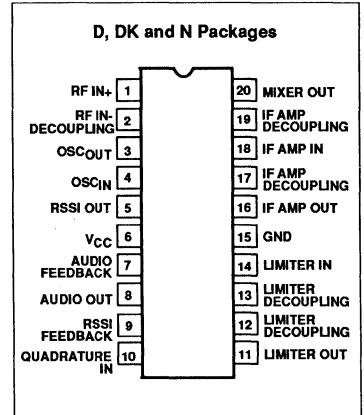 D, DK and N Packages
RF IN+ 1
RF IN-
DECOUPLING 2
OSCOUT 3
OSCIN 4
RSSI OUT 5
VCC 6
AUDIO
FEEDBACK 7
AUDIO OUT 8
RSSI
FEEDBACK 9
QUADRATURE
IN 10
20 MIXER OUT
19 IF AMP
DECOUPLING
18 IF AMP IN
17 IF AMP
DECOUPLING
16 IF AMP OUT
15 GND
14 LIMITER IN
13 LIMITER
DECOUPLING
12 LIMITER
DECOUPLING
11 LIMITER OUT